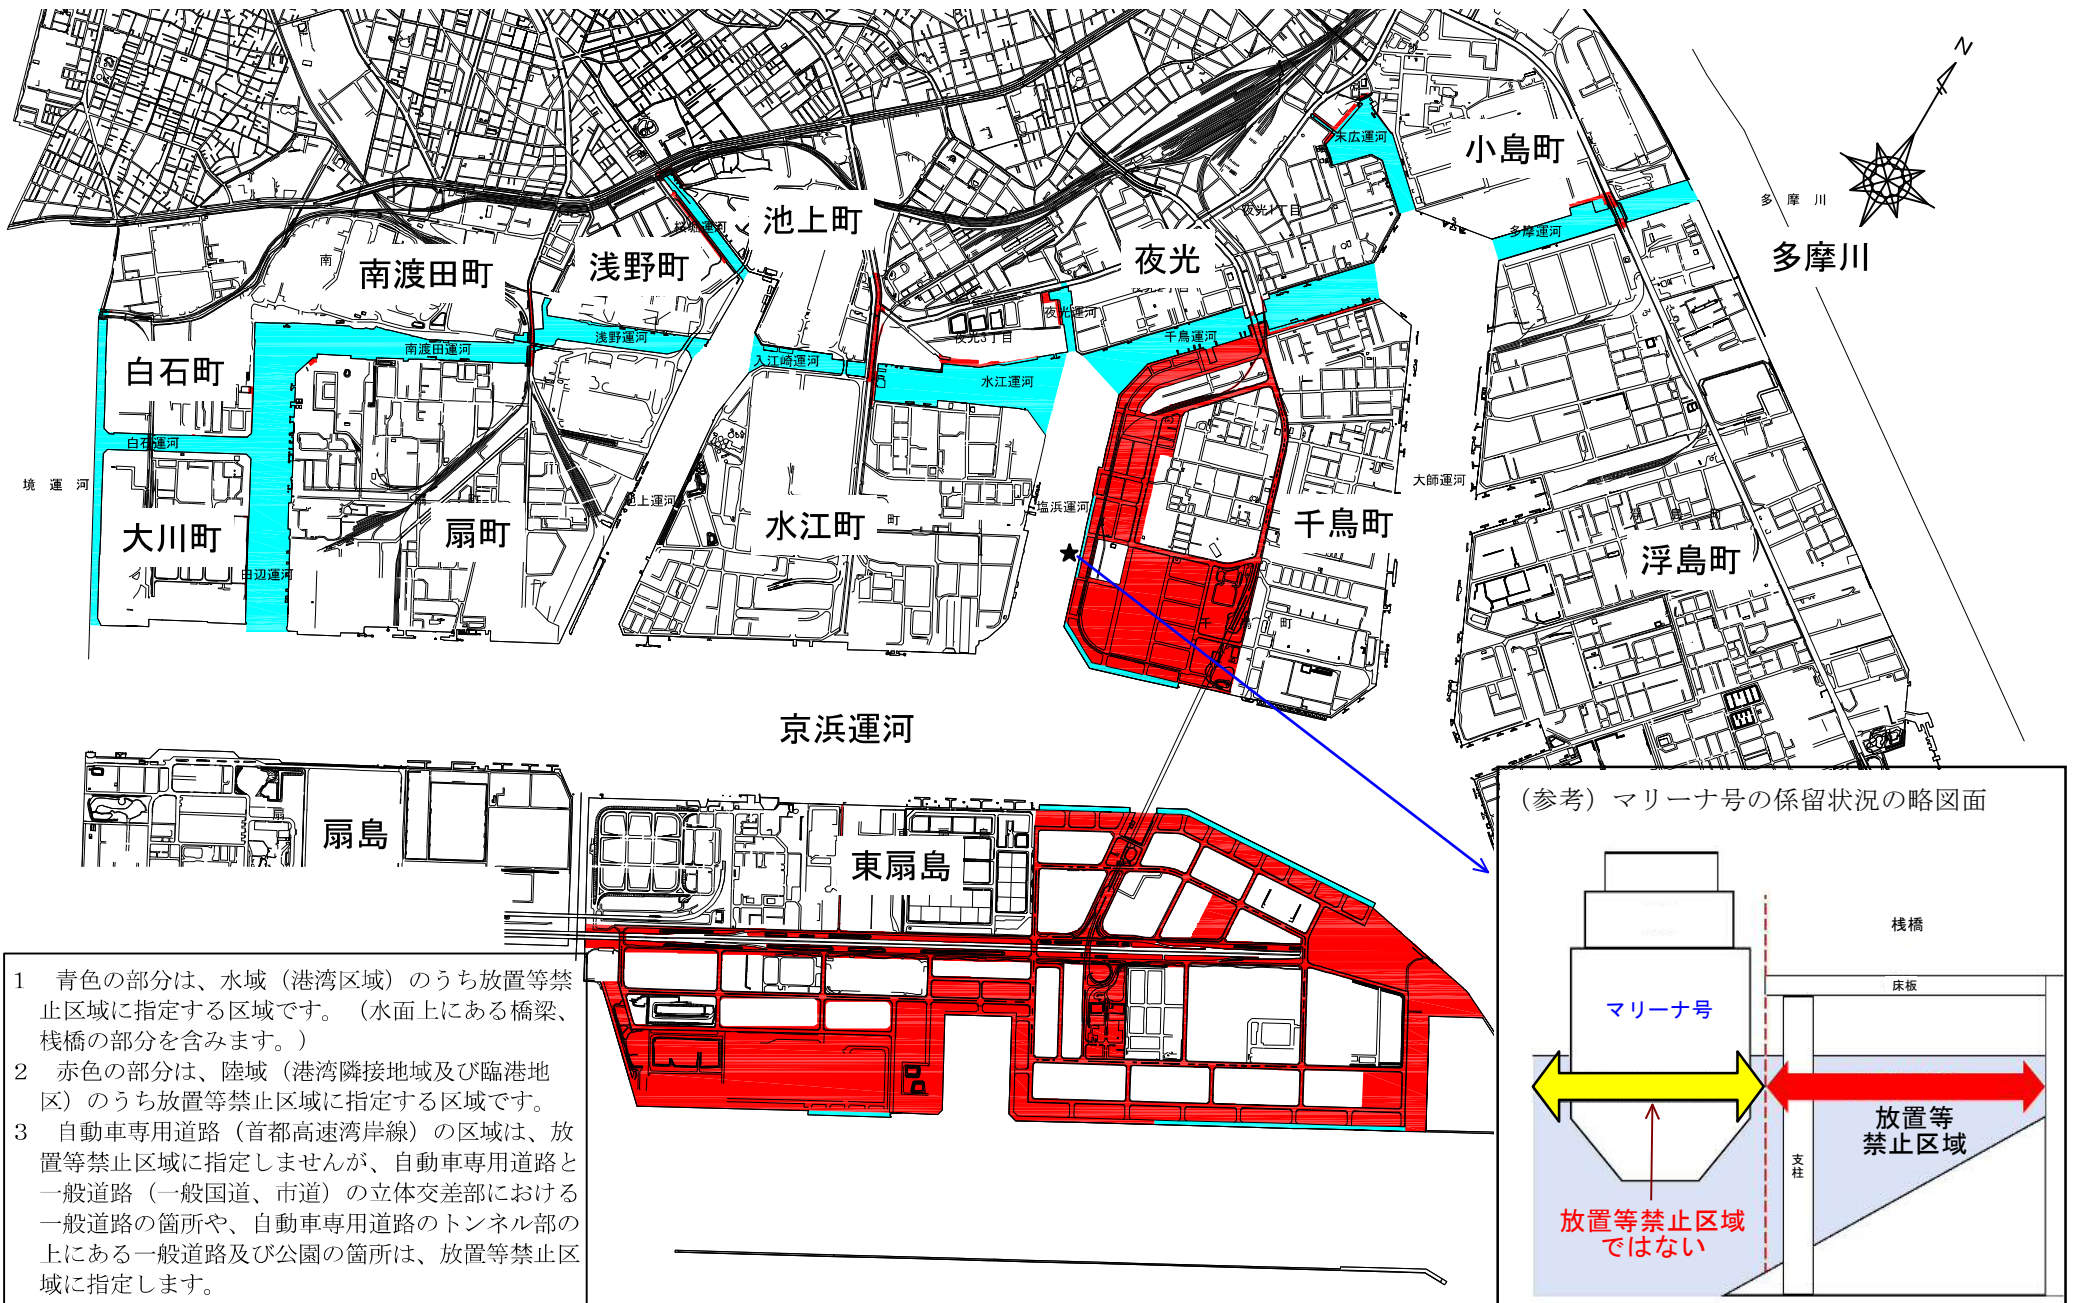 N
小島町
末広運河
多　摩　川
多摩川
多摩運河
夜光1丁目
池上町
桜堀運河
夜光
浅野町
南渡田町
南
夜光運河
千鳥運河
夜光3丁目
浅野運河
南渡田運河
入江崎運河
水江運河
白石町
白石運河
境　運　河
大川町
田辺運河
扇町
池上運河
水江町
町
塩浜運河
★
千鳥町
大師運河
浮島町
千　鳥　町
京浜運河
扇島
東扇島
(参考) マリーナ号の係留状況の略図面
桟橋
床板
マリーナ号
放置等
禁止区域
支柱
放置等禁止区域
ではない
1　青色の部分は、水域（港湾区域）のうち放置等禁
止区域に指定する区域です。（水面上にある橋梁、
桟橋の部分を含みます。）
2　赤色の部分は、陸域（港湾隣接地域及び臨港地
区）のうち放置等禁止区域に指定する区域です。
3　自動車専用道路（首都高速湾岸線）の区域は、放
置等禁止区域に指定しませんが、自動車専用道路と
一般道路（一般国道、市道）の立体交差部における
一般道路の箇所や、自動車専用道路のトンネル部の
上にある一般道路及び公園の箇所は、放置等禁止区
域に指定します。